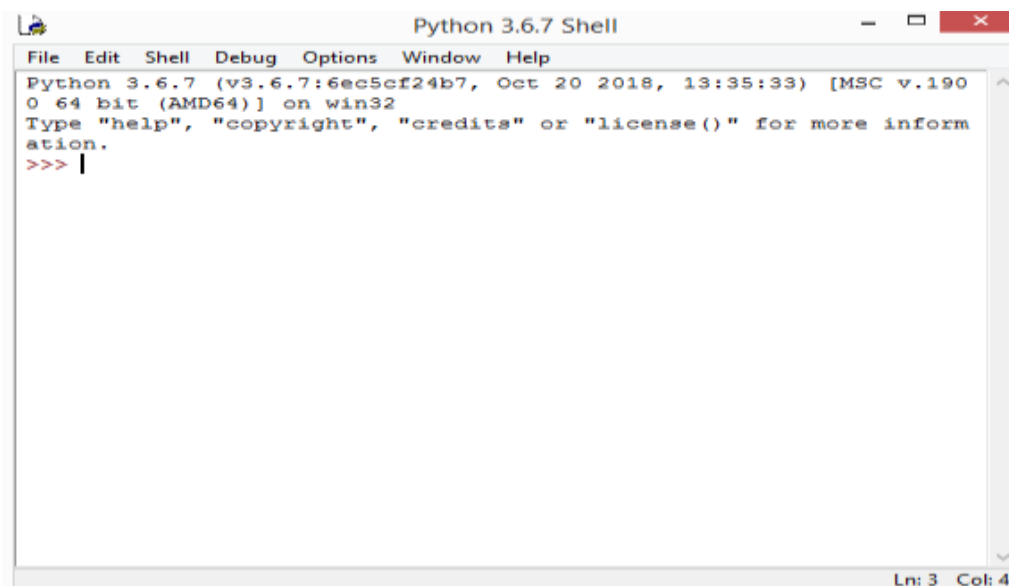 Python 3.6.7 Shell
File Edit Shell Debug Options Window Help
Python 3.6.7 (v3.6.7:6ec5cf24b7, Oct 20 2018, 13:35:33) [MSC v.190
0 64 bit (AMD64)] on win32
Type "help", "copyright", "credits" or "license()" for more inform
ation.
>>>
Ln: 3 Col: 4